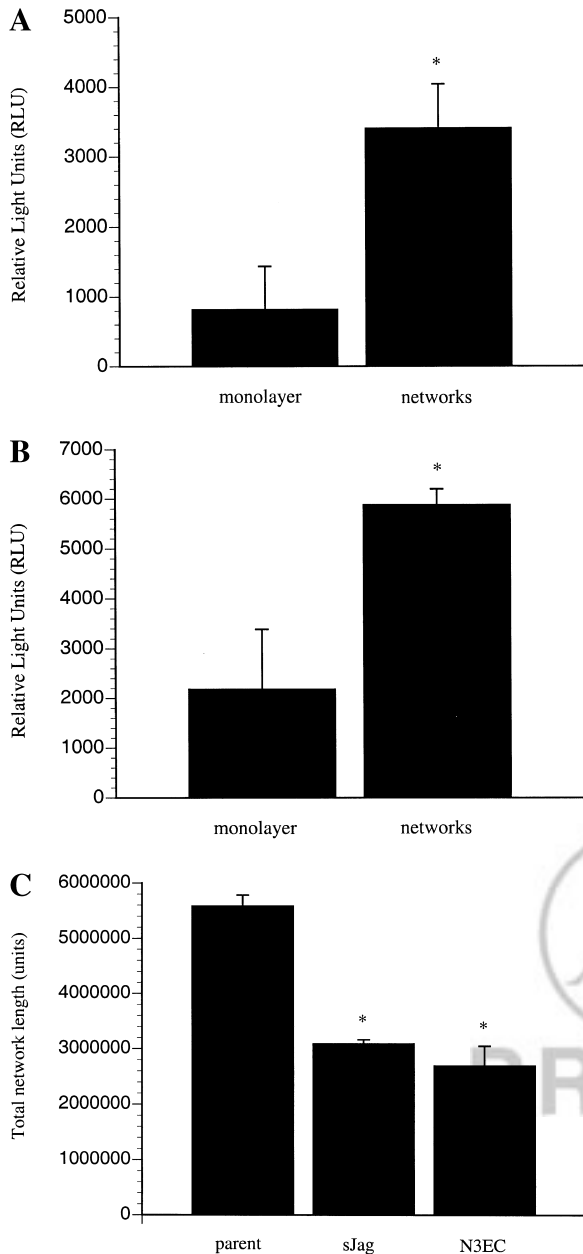 A
Relative Light Units (RLU)
5000
4000
3000
2000
1000
0
*
monolayer
networks
B
Relative Light Units (RLU)
7000
6000
5000
4000
3000
2000
1000
0
*
monolayer
networks
C
Total network length (units)
6000000
5000000
4000000
3000000
2000000
1000000
0
*
*
parent
sJag
N3EC